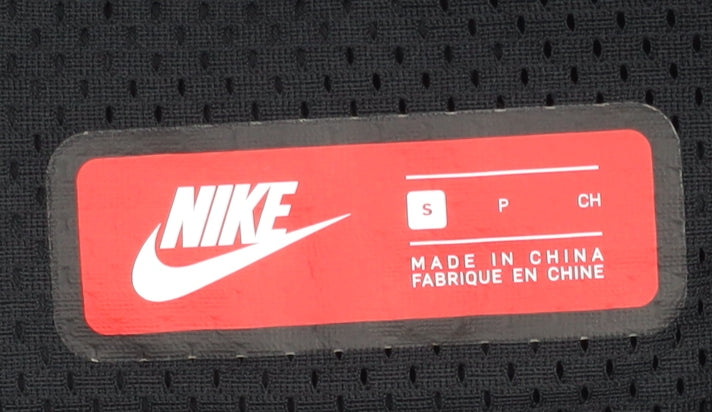 NIKE
S P CH
MADE IN CHINA
FABRIQUE EN CHINE